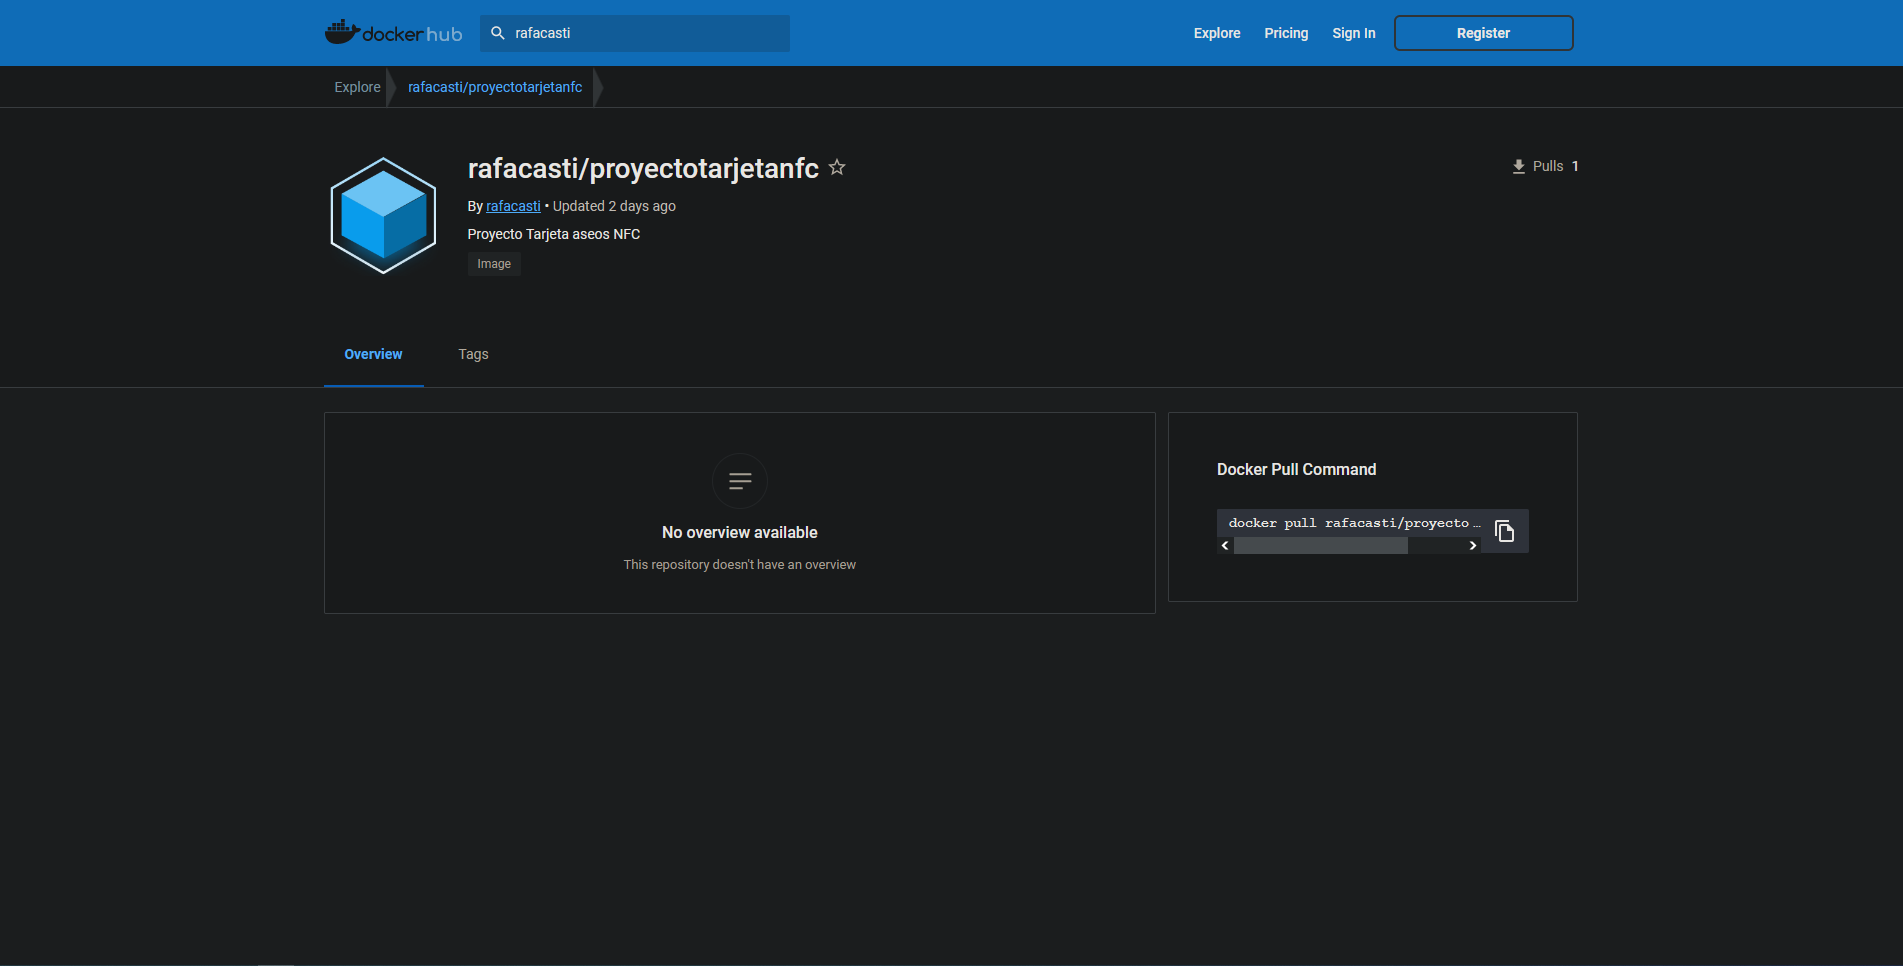 docker hub
rafacasti
Explore
Pricing
Sign In
Register
Explore
rafacasti/proyectotarjetanfc
rafacasti/proyectotarjetanfc
Pulls 1
By rafacasti • Updated 2 days ago
Proyecto Tarjeta aseos NFC
Image
Overview
Tags
No overview available
This repository doesn't have an overview
Docker Pull Command
docker pull rafacasti/proyecto…